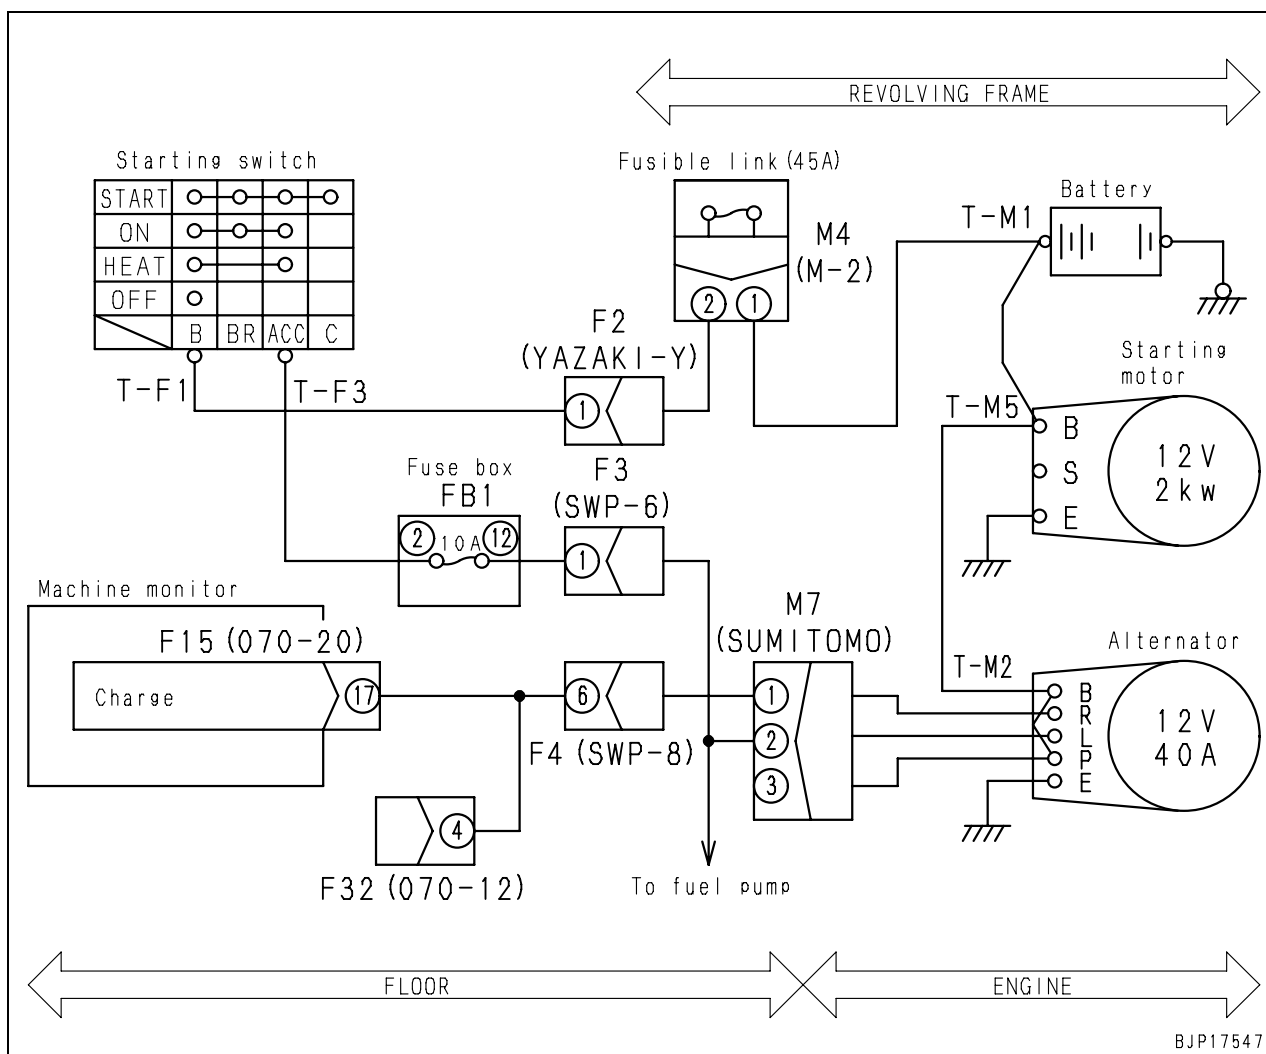 REVOLVING FRAME
Starting switch
START
ON
HEAT
OFF
B BR ACC C
T-F1
T-F3
Fusible link (45A)
M4
(M-2)
2 1
T-M1
Battery
F2
(YAZAKI-Y)
1
Starting
motor
T-M5
B
S
E
12V
2kw
Fuse box
FB1
2 10A 12
F3
(SWP-6)
1
Machine monitor
F15 (070-20)
Charge
17
F4 (SWP-8)
6
M7
(SUMITOMO)
1
2
3
T-M2
Alternator
B
R
L
P
E
12V
40A
4
F32 (070-12)
To fuel pump
FLOOR
ENGINE
BJP17547